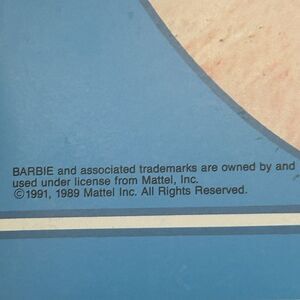 BARBIE and associated trademarks are owned by and
used under license from Mattel, Inc.
©1991, 1989 Mattel Inc. All Rights Reserved.